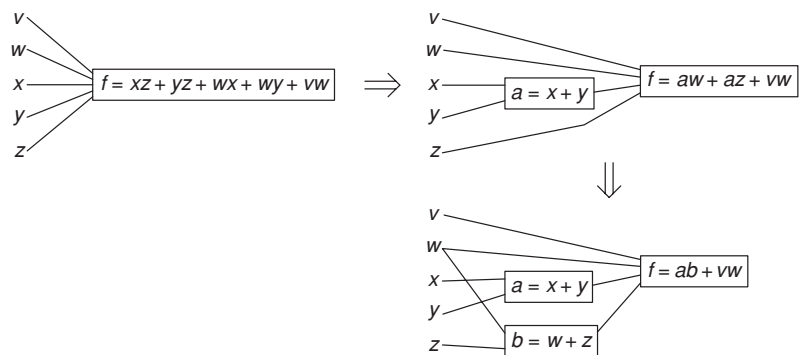 v
w
x
y
z
f = xz + yz + wx + wy + vw
⇒
v
w
x
y
z
a = x + y
f = aw + az + vw
⇓
v
w
x
y
z
a = x + y
b = w + z
f = ab + vw